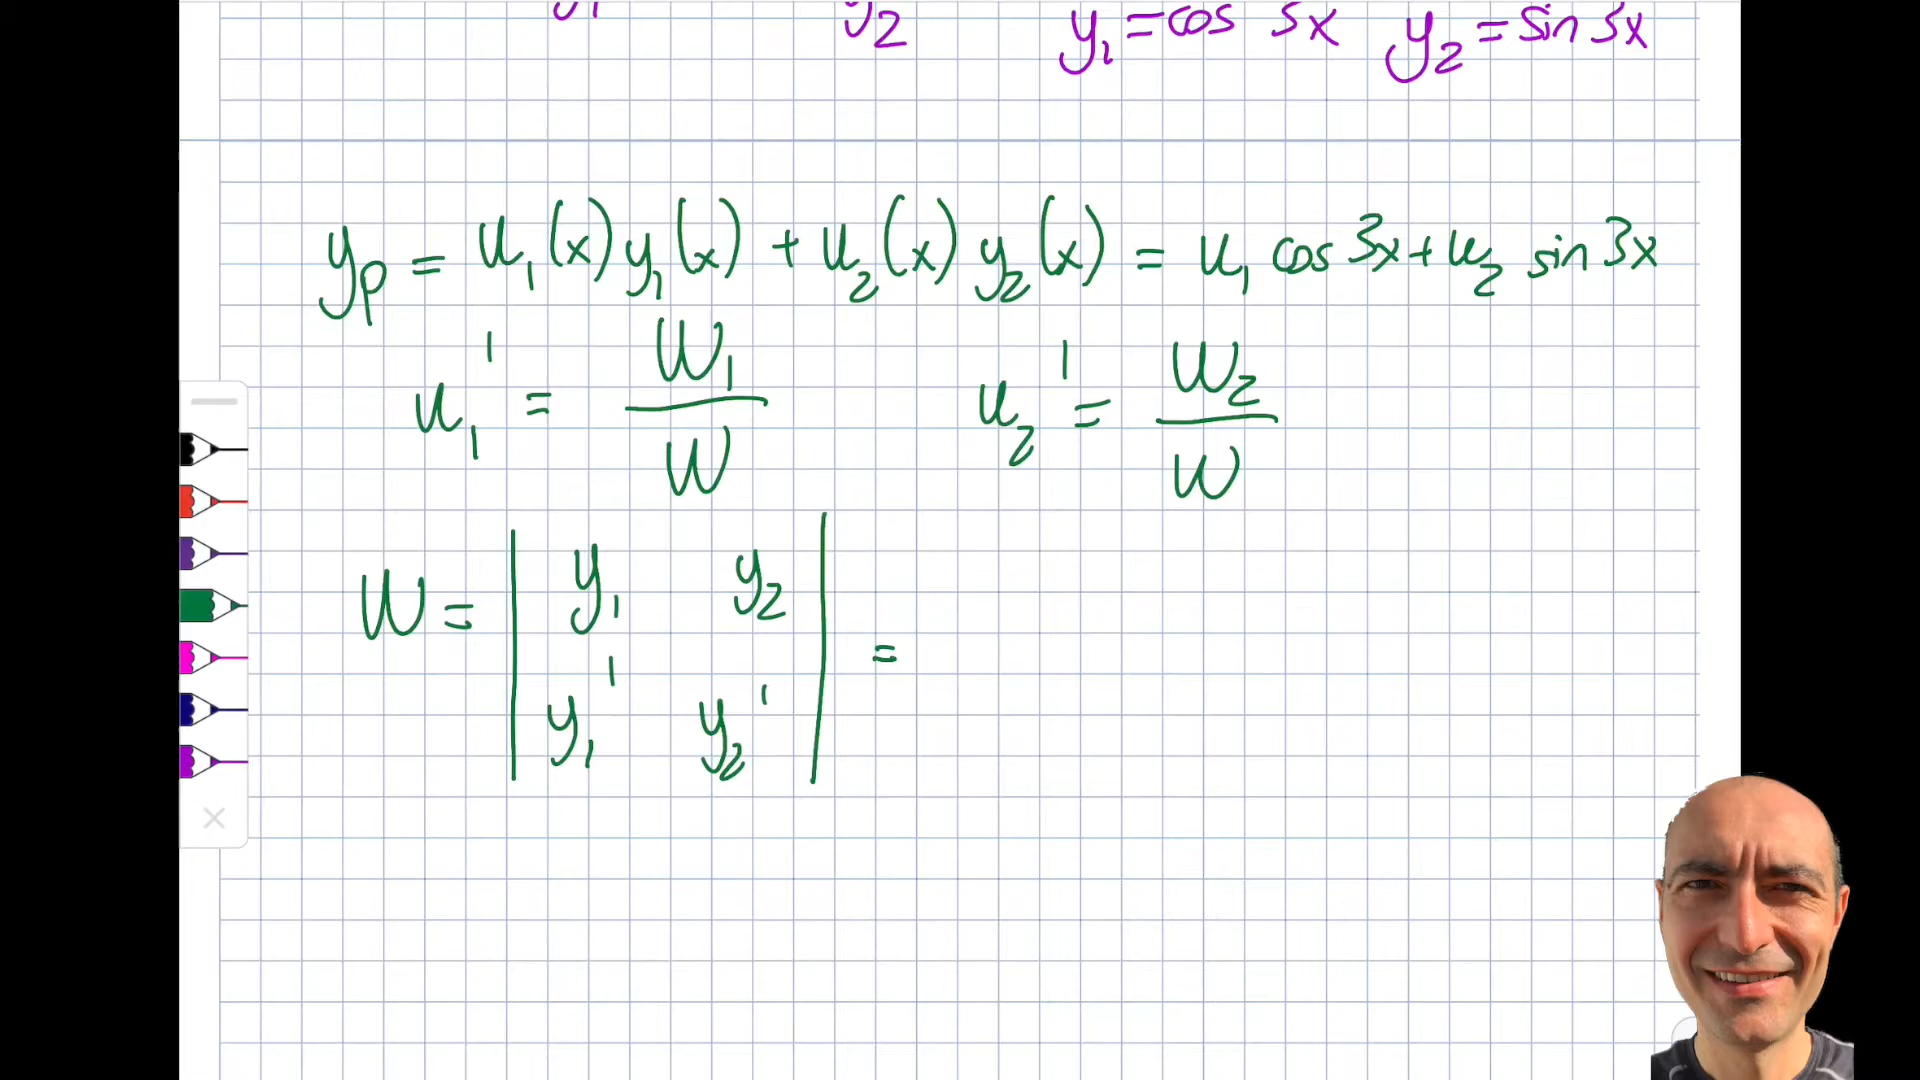 y₁ y₂ y₁ = cos 3x y₂ = sin 3x
yp = u₁(x) y₁(x) + u₂(x) y₂(x) = u₁ cos 3x + u₂ sin 3x
u₁' = W₁/W u₂' = W₂/W
W = | y₁ y₂ | =
| y₁' y₂' |